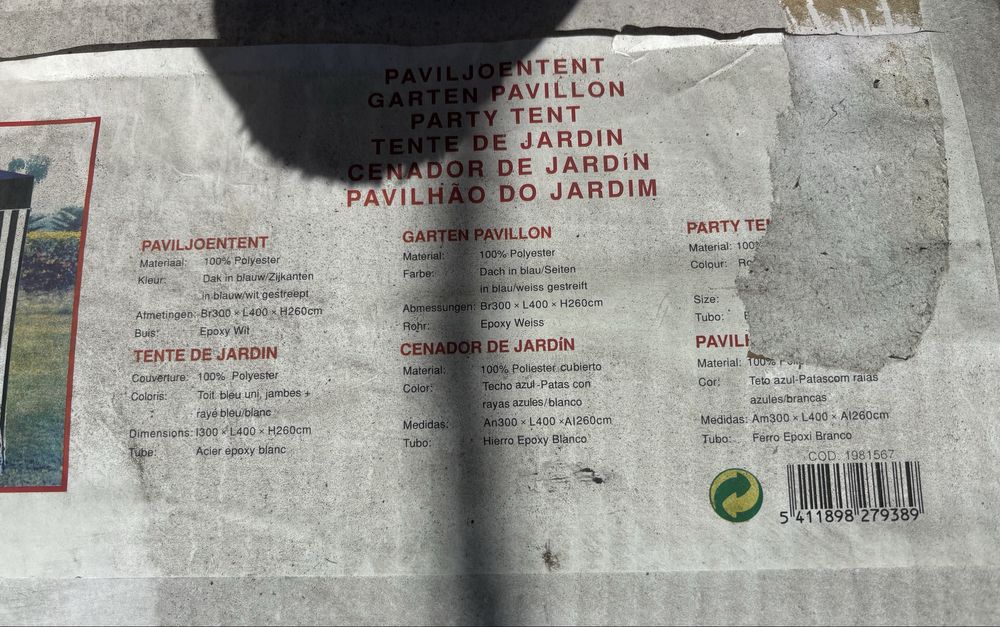 PAVILJOENTENT
GARTEN PAVILLON
PARTY TENT
TENTE DE JARDIN
CENADOR DE JARDíN
PAVILHÃO DO JARDIM
PAVILJOENTENT
Materiaal: 100% Polyester
Kleur: Dak in blauw/Zijkanten
in blauw/wit gestreept
Afmetingen: Br300 × L400 × H260cm
Buis: Epoxy Wit
GARTEN PAVILLON
Material: 100% Polyester
Farbe: Dach in blau/Seiten
in blau/weiss gestreift
Abmessungen: Br300 × L400 × H260cm
Rohr: Epoxy Weiss
PARTY
Material:
Colour:
Size:
Tubo:
TENTE DE JARDIN
Couverture: 100% Polyester
Coloris: Toit bleu uni, jambes +
rayé bleu/blanc
Dimensions: l300 × L400 × H260cm
Tube: Acier epoxy blanc
CENADOR DE JARDíN
Material: 100% Poliester cubierto
Color: Techo azul-Patas con
rayas azules/blanco
Medidas: An300 × L400 × Al260cm
Tubo: Hierro Epoxy Blanco
Material: 100%
Cor: Teto azul-Patascom raias
azules/brancas
Medidas: Am300 × L400 × Al260cm
Tubo: Ferro Epoxi Branco
COD. 1981567
5 411898 279389